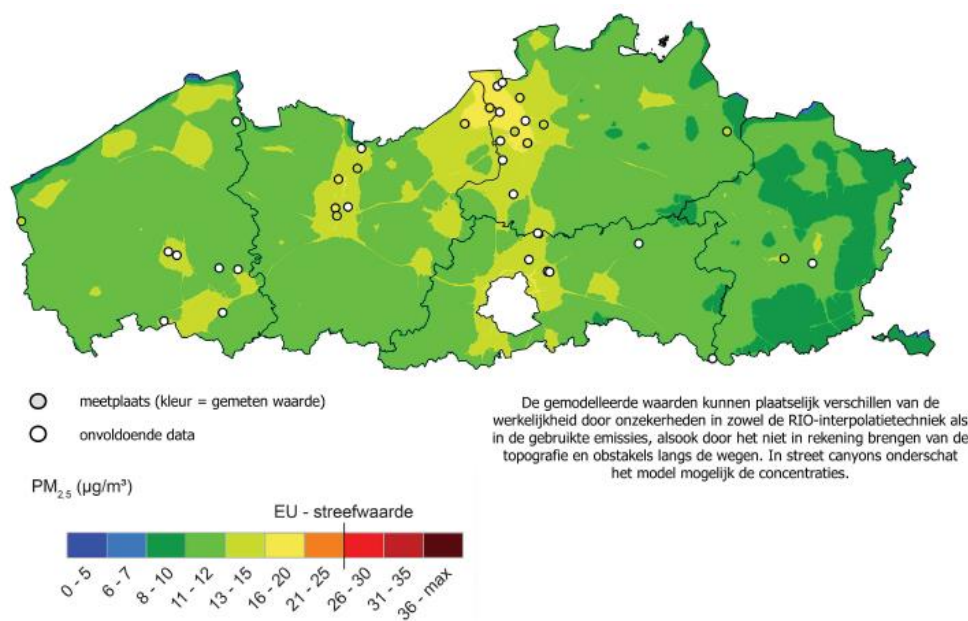 meetplaats (kleur = gemeten waarde)
onvoldoende data
De gemodelleerde waarden kunnen plaatselijk verschillen van de
werkelijkheid door onzekerheden in zowel de RIO-interpolatietechniek als
in de gebruikte emissies, alsook door het niet in rekening brengen van de
topografie en obstakels langs de wegen. In street canyons onderschat
het model mogelijk de concentraties.
PM2.5 (µg/m³)
EU - streefwaarde
0 - 5
6 - 7
8 - 10
11 - 12
13 - 15
16 - 20
21 - 25
26 - 30
31 - 35
36 - max